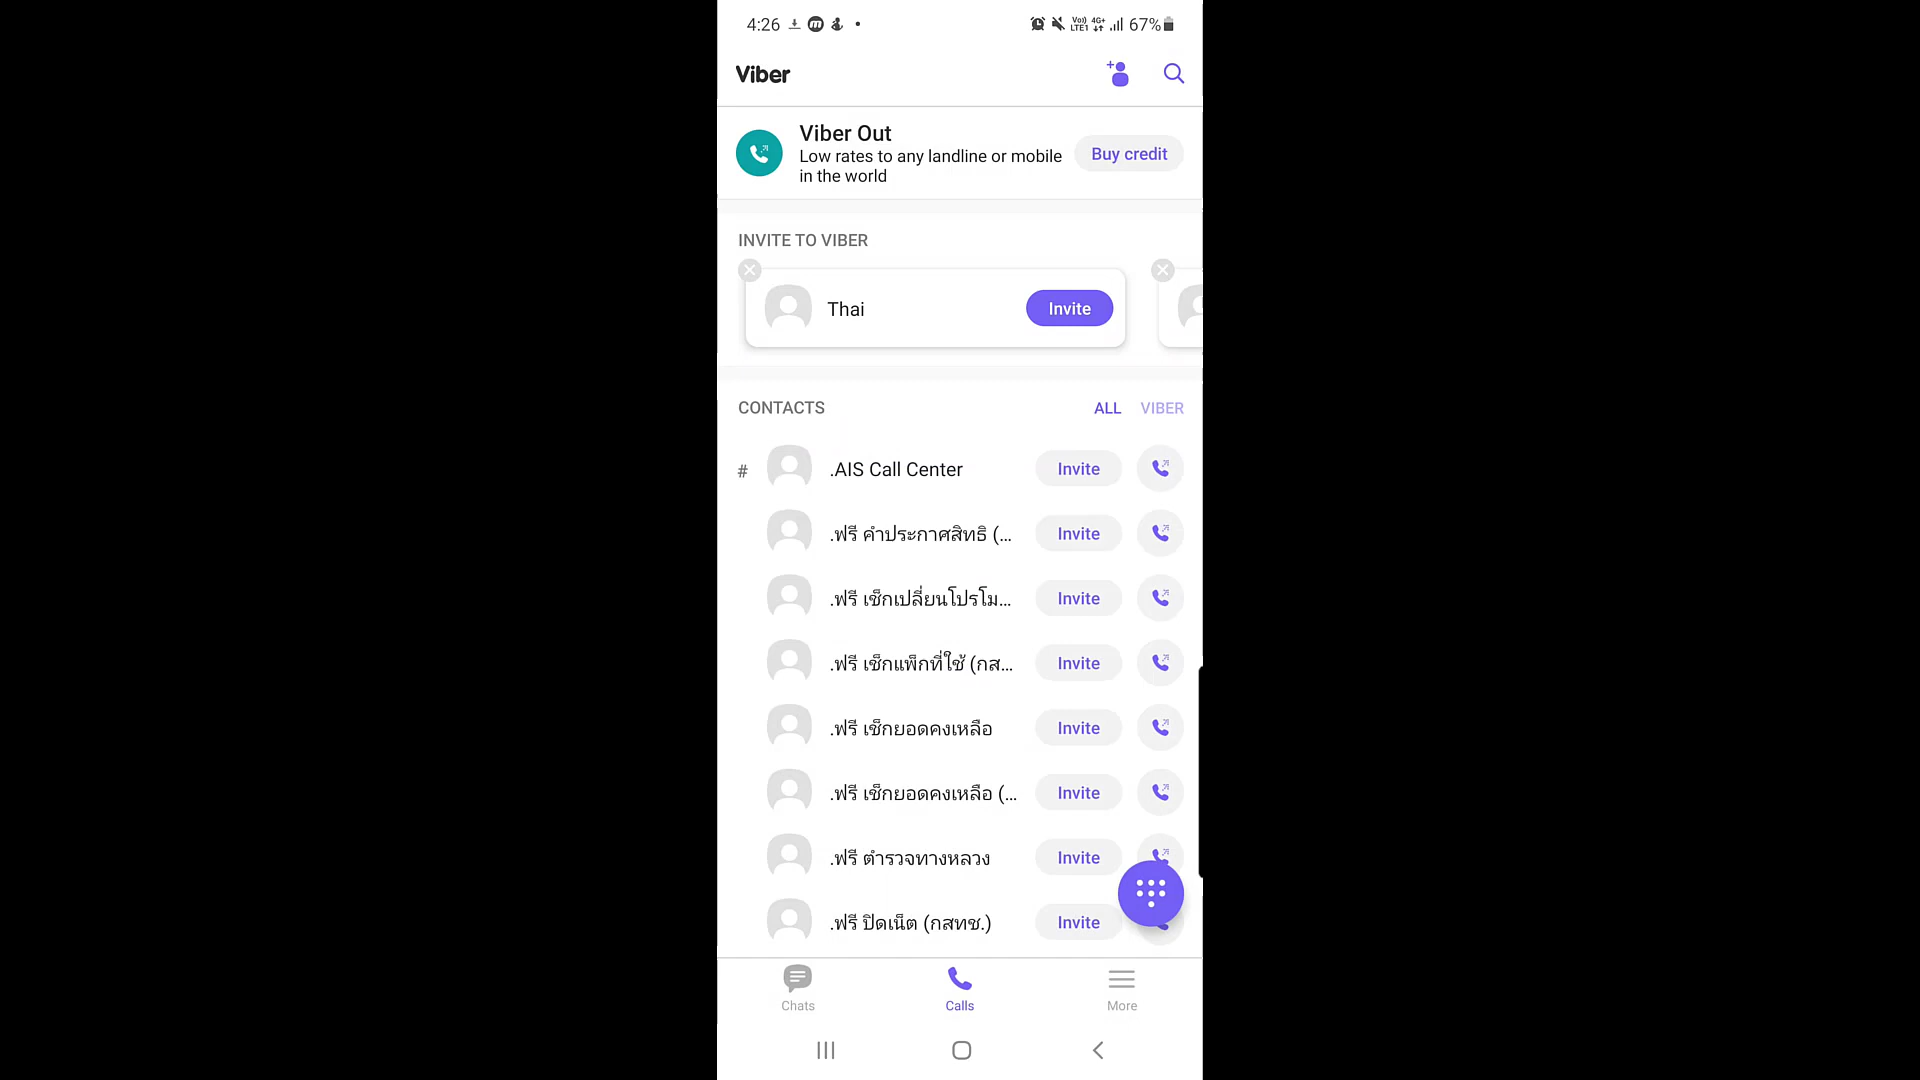 4:26
Vo)) LTE1 4G+ 67%
Viber
Viber Out
Low rates to any landline or mobile
in the world
Buy credit
INVITE TO VIBER
Thai
Invite
CONTACTS
ALL
VIBER
#
.AIS Call Center
Invite
.ฟรี คำประกาศสิทธิ (...
Invite
.ฟรี เช็กเปลี่ยนโปรโม...
Invite
.ฟรี เช็กแพ็กที่ใช้ (กส...
Invite
.ฟรี เช็กยอดคงเหลือ
Invite
.ฟรี เช็กยอดคงเหลือ (...
Invite
.ฟรี ตำรวจทางหลวง
Invite
.ฟรี ปิดเน็ต (กสทช.)
Invite
Chats
Calls
More